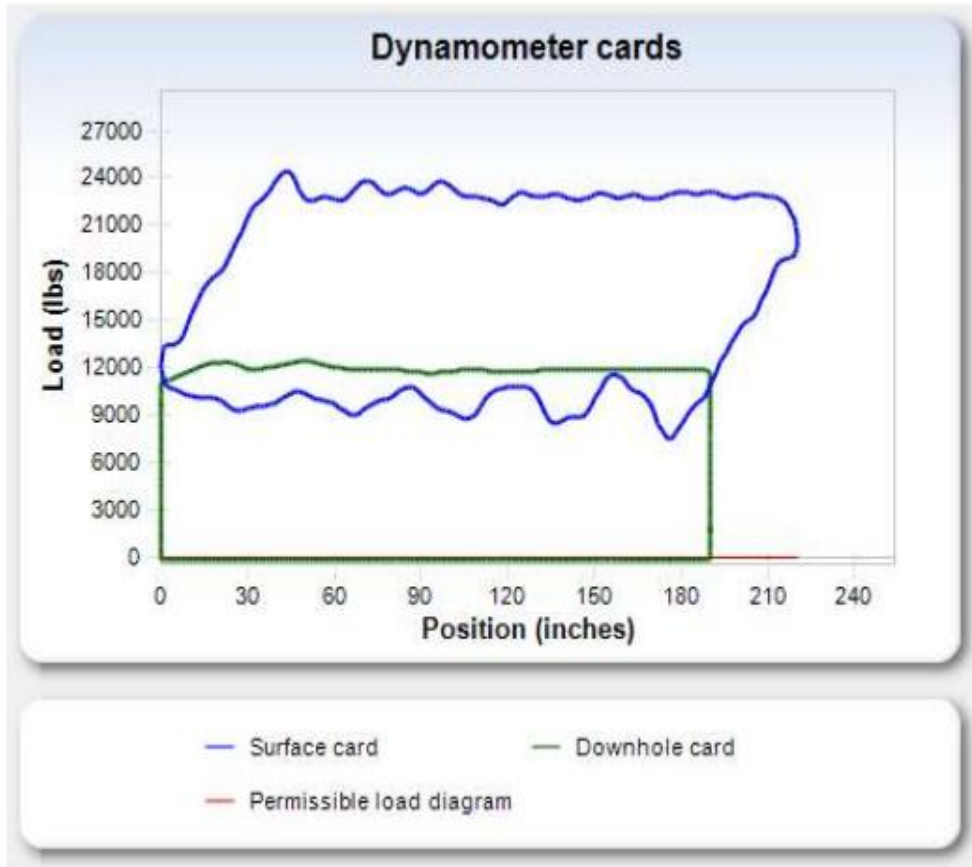 Dynamometer cards
Load (lbs)
27000
24000
21000
18000
15000
12000
9000
6000
3000
0
0 30 60 90 120 150 180 210 240
Position (inches)
Surface card Downhole card
Permissible load diagram